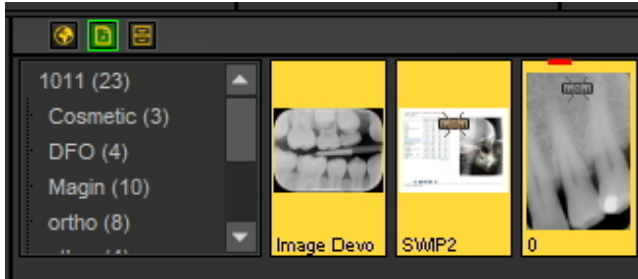 1011 (23)
Cosmetic (3)
DFO (4)
Magin (10)
ortho (8)
Image Devo
SWIP2
0